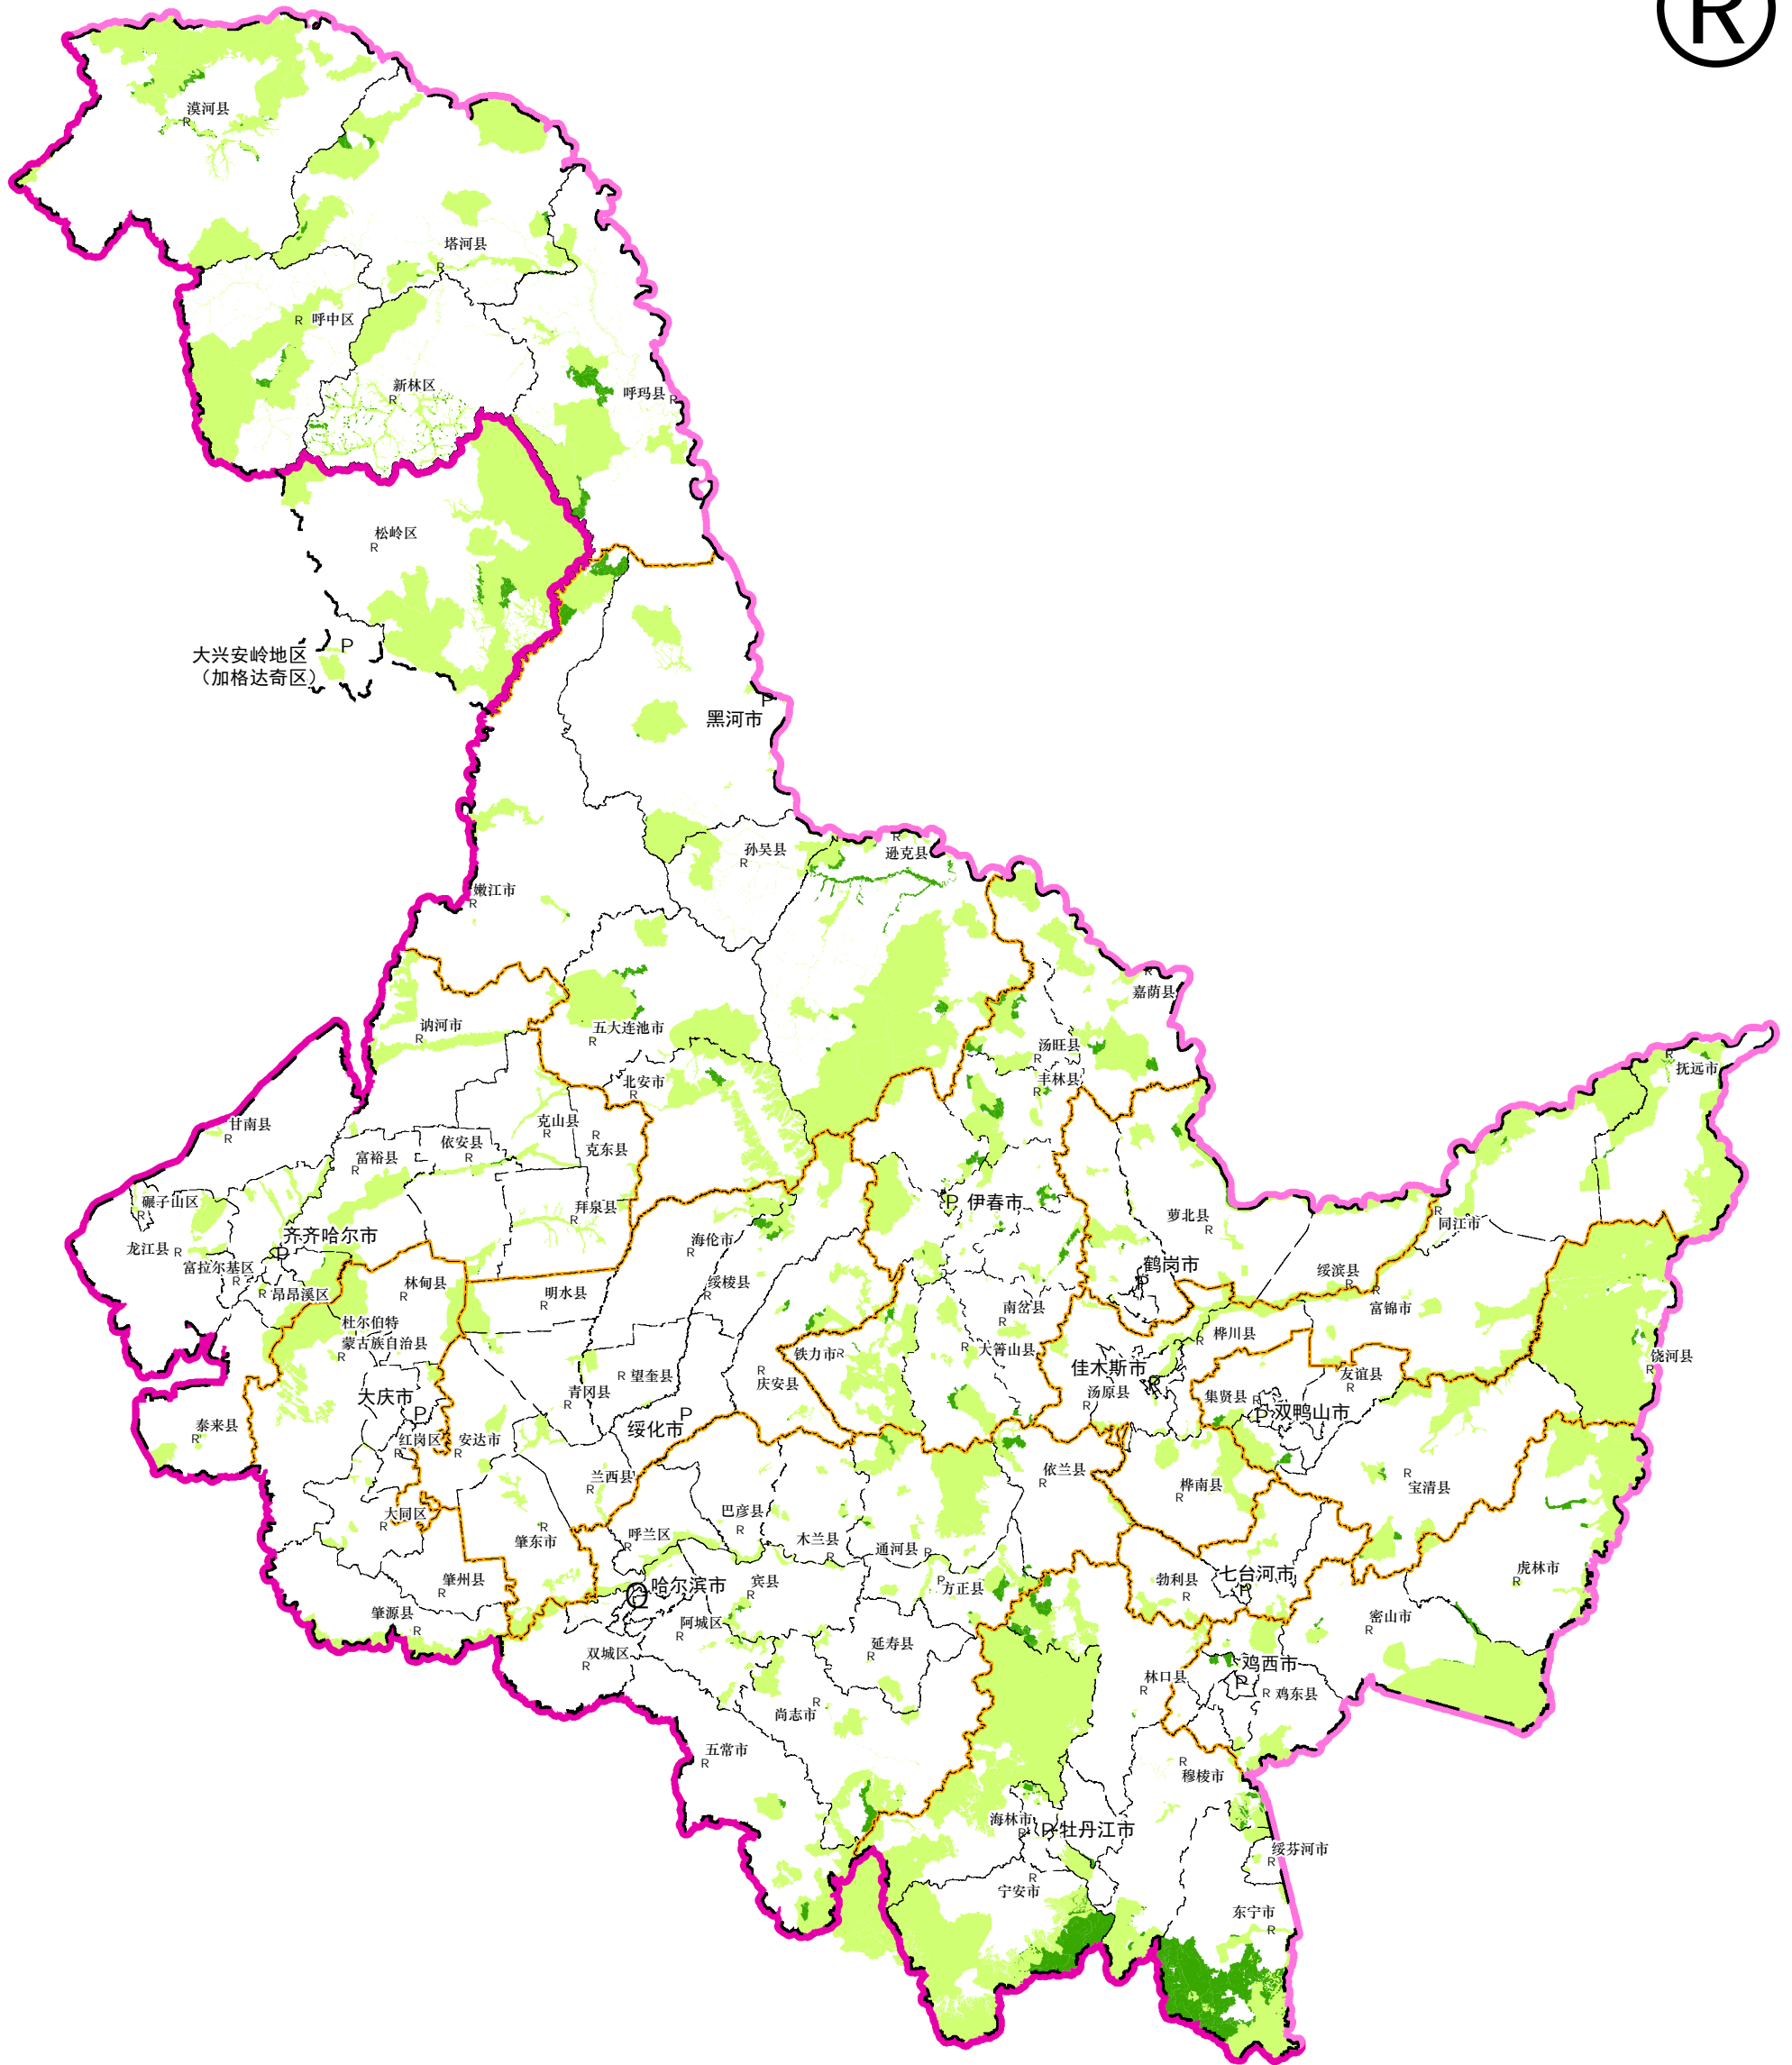 R
漠河县
R
塔河县
R
R 呼中区
新林区
R
呼玛县
R
松岭区
R
大兴安岭地区
（加格达奇区）
P
P
黑河市
孙吴县
R
R
逊克县
嫩江市
R
R
嘉荫县
讷河市
R
五大连池市
R
汤旺县
R
丰林县
R
北安市
R
R
抚远市
甘南县
R
克山县
R
R
克东县
依安县
R
富裕县
R
碾子山区
R
拜泉县
R
P 伊春市
萝北县
R
R
同江市
龙江县 R
齐齐哈尔市
P
富拉尔基区
R
R 昂昂溪区
海伦市
R
绥棱县
R
鹤岗市
P
绥滨县
R
R
富锦市
林甸县
R
明水县
R
南岔县
R
杜尔伯特
蒙古族自治县
R
铁力市R
R 大箐山县
桦川县
R
饶河县
R
R 望奎县
R
庆安县
佳木斯市
P
汤原县
R
友谊县
R
集贤县 R
P 双鸭山市
青冈县
R
大庆市
P
绥化市
P
泰来县
R
红岗区
R
安达市
R
兰西县
R
依兰县
R
桦南县
R
R
宝清县
大同区
R
R
肇东市
呼兰区
R
巴彦县
R
木兰县
R
通河县 R
R
方正县
勃利县
R
七台河市
P
虎林市
R
肇州县
R
哈尔滨市
宾县
R
肇源县
R
阿城区
R
双城区
R
延寿县
R
密山市
R
林口县
R
鸡西市
P
R 鸡东县
R
尚志市
五常市
R
R
穆棱市
海林市
R
P 牡丹江市
绥芬河市
R
R
宁安市
东宁市
R